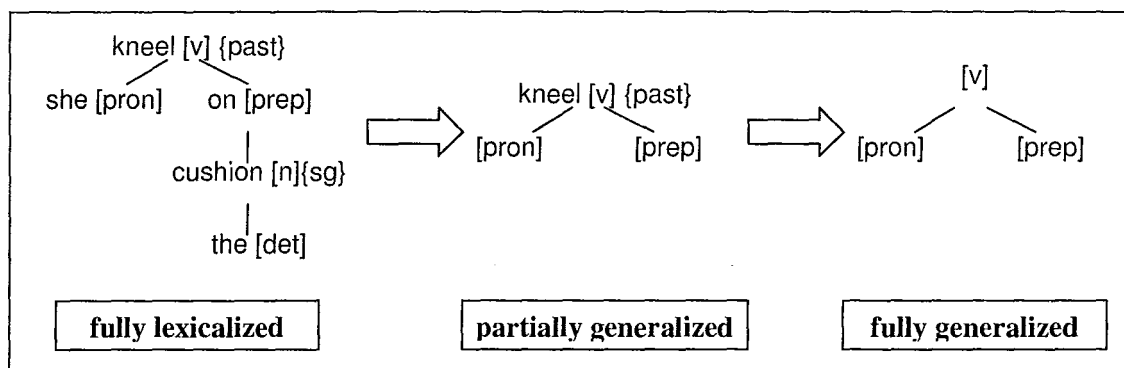 kneel [v] {past}
she [pron] on [prep]
cushion [n]{sg}
the [det]
kneel [v] {past}
[pron] [prep]
[v]
[pron] [prep]
fully lexicalized
partially generalized
fully generalized